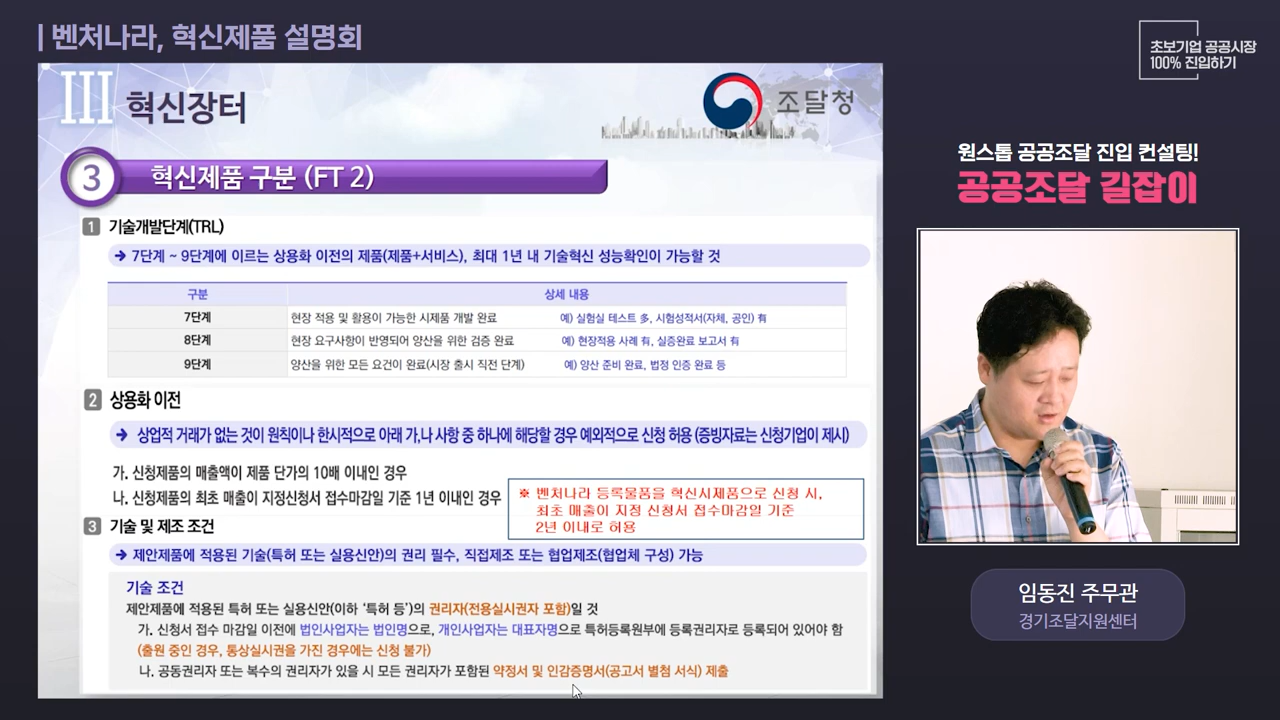 | 벤처나라, 혁신제품 설명회
초보기업 공공시장
100% 진입하기
III 혁신장터
조달청
3 혁신제품 구분 (FT 2)
1 기술개발단계(TRL)
→ 7단계 ~ 9단계에 이르는 상용화 이전의 제품(제품+서비스), 최대 1년 내 기술혁신 성능확인이 가능할 것
구분 상세 내용
7단계 현장 적용 및 활용이 가능한 시제품 개발 완료 예) 실험실 테스트 多, 시험성적서(자체, 공인) 有
8단계 현장 요구사항이 반영되어 양산을 위한 검증 완료 예) 현장적용 사례 有, 실증완료 보고서 有
9단계 양산을 위한 모든 요건이 완료(시장 출시 직전 단계) 예) 양산 준비 완료, 법정 인증 완료 등
2 상용화 이전
→ 상업적 거래가 없는 것이 원칙이나 한시적으로 아래 가,나 사항 중 하나에 해당할 경우 예외적으로 신청 허용 (증빙자료는 신청기업이 제시)
가. 신청제품의 매출액이 제품 단가의 10배 이내인 경우
나. 신청제품의 최초 매출이 지정신청서 접수마감일 기준 1년 이내인 경우
※ 벤처나라 등록물품을 혁신시제품으로 신청 시,
최초 매출이 지정 신청서 접수마감일 기준
2년 이내로 허용
3 기술 및 제조 조건
→ 제안제품에 적용된 기술(특허 또는 실용신안)의 권리 필수, 직접제조 또는 협업제조(협업체 구성) 가능
기술 조건
제안제품에 적용된 특허 또는 실용신안(이하 ‘특허 등’)의 권리자(전용실시권자 포함)일 것
가. 신청서 접수 마감일 이전에 법인사업자는 법인명으로, 개인사업자는 대표자명으로 특허등록원부에 등록권리자로 등록되어 있어야 함
(출원 중인 경우, 통상실시권을 가진 경우에는 신청 불가)
나. 공동권리자 또는 복수의 권리자가 있을 시 모든 권리자가 포함된 약정서 및 인감증명서(공고서 별첨 서식) 제출
원스톱 공공조달 진입 컨설팅!
공공조달 길잡이
임동진 주무관
경기조달지원센터